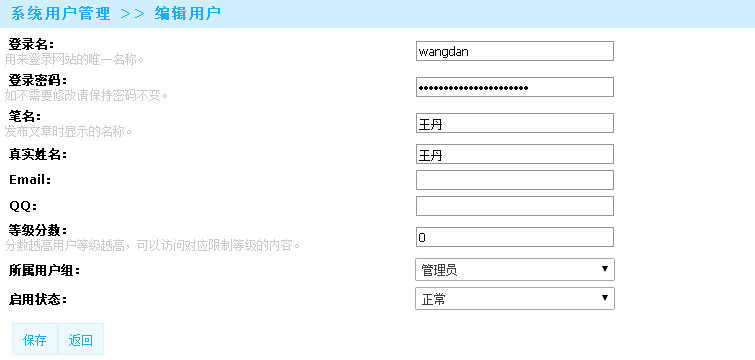 系统用户管理 >> 编辑用户
登录名： wangdan
用来登录网站的唯一名称。
登录密码： ••••••••••••••••••••••
如不需要修改请保持密码不变。
笔名： 王丹
发布文章时显示的名称。
真实姓名： 王丹
Email：
QQ：
等级分数： 0
分数越高用户等级越高，可以访问对应限制等级的内容。
所属用户组： 管理员
启用状态： 正常
保存 返回